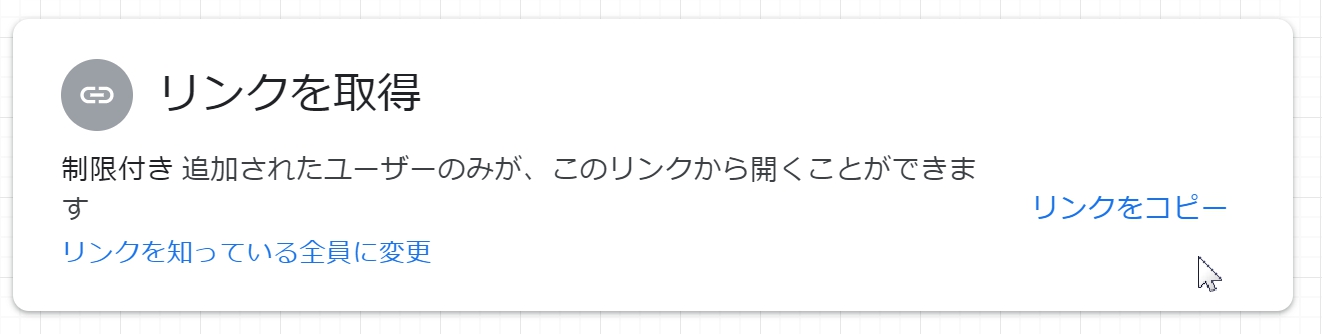 リンクを取得
制限付き 追加されたユーザーのみが、このリンクから開くことができま
す
リンクをコピー
リンクを知っている全員に変更